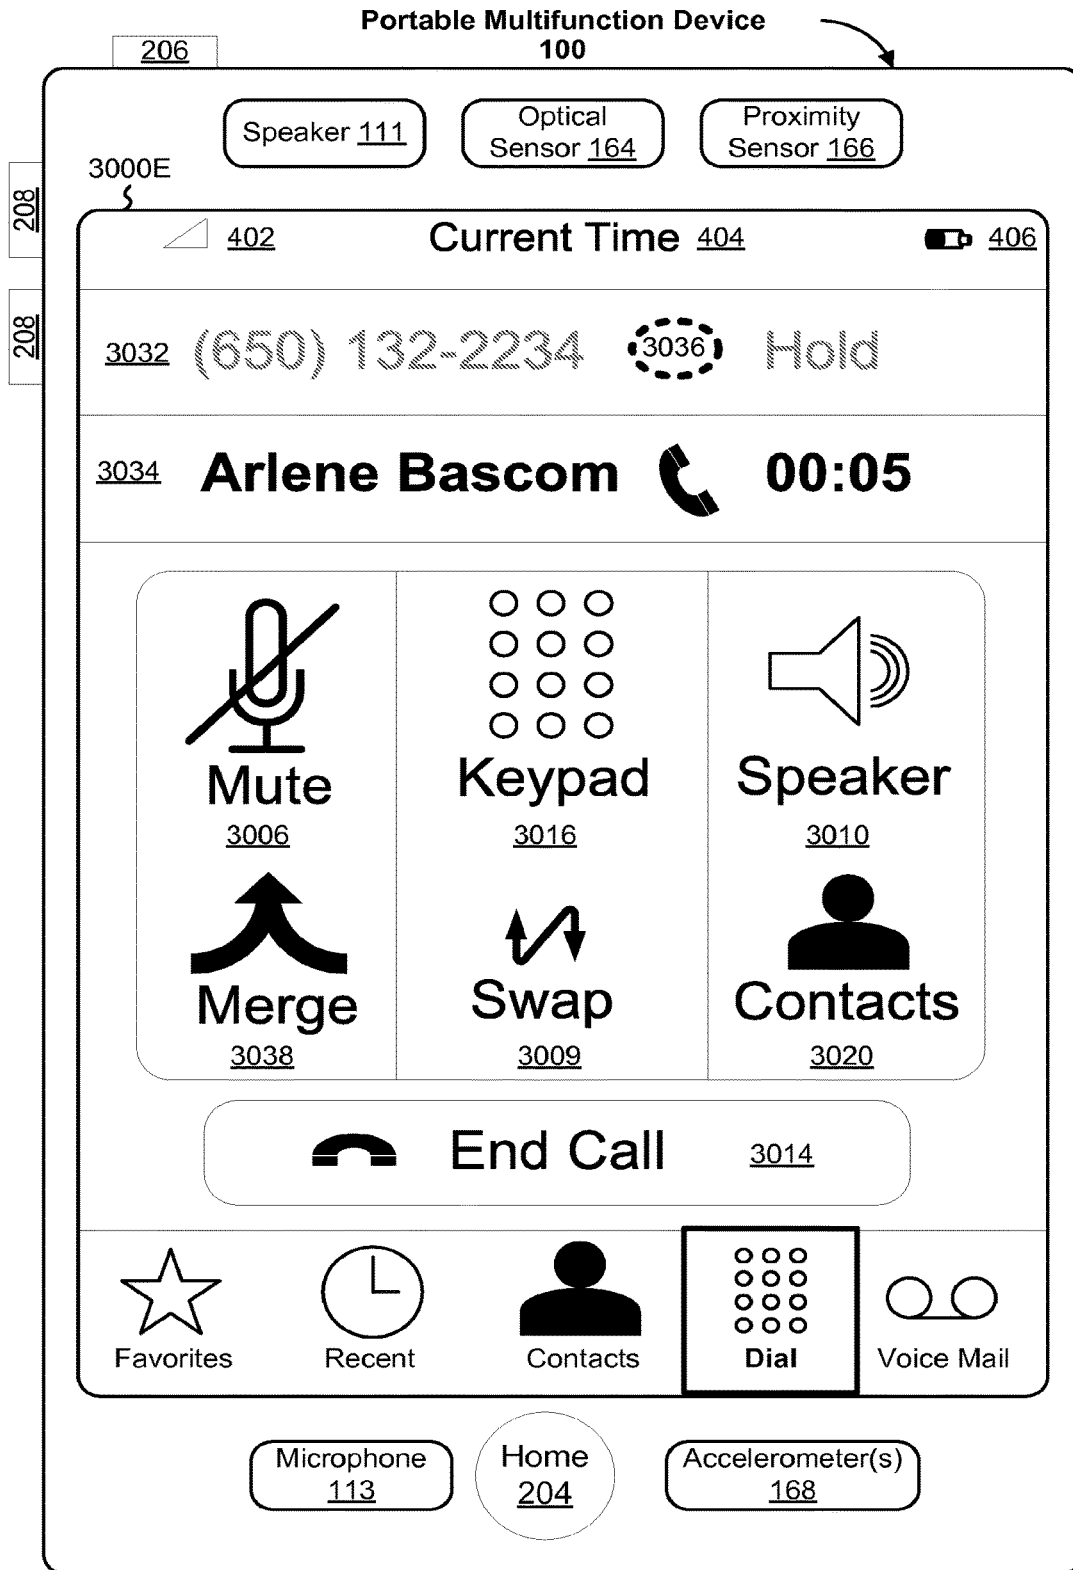 Portable Multifunction Device
100
206
Speaker 111
Optical
Sensor 164
Proximity
Sensor 166
3000E
208
208
402
Current Time 404
406
3032 (650) 132-2234 3036 Hold
3034 Arlene Bascom 00:05
Mute
3006
Keypad
3016
Speaker
3010
Merge
3038
Swap
3009
Contacts
3020
End Call 3014
Favorites
Recent
Contacts
Dial
Voice Mail
Microphone
113
Home
204
Accelerometer(s)
168